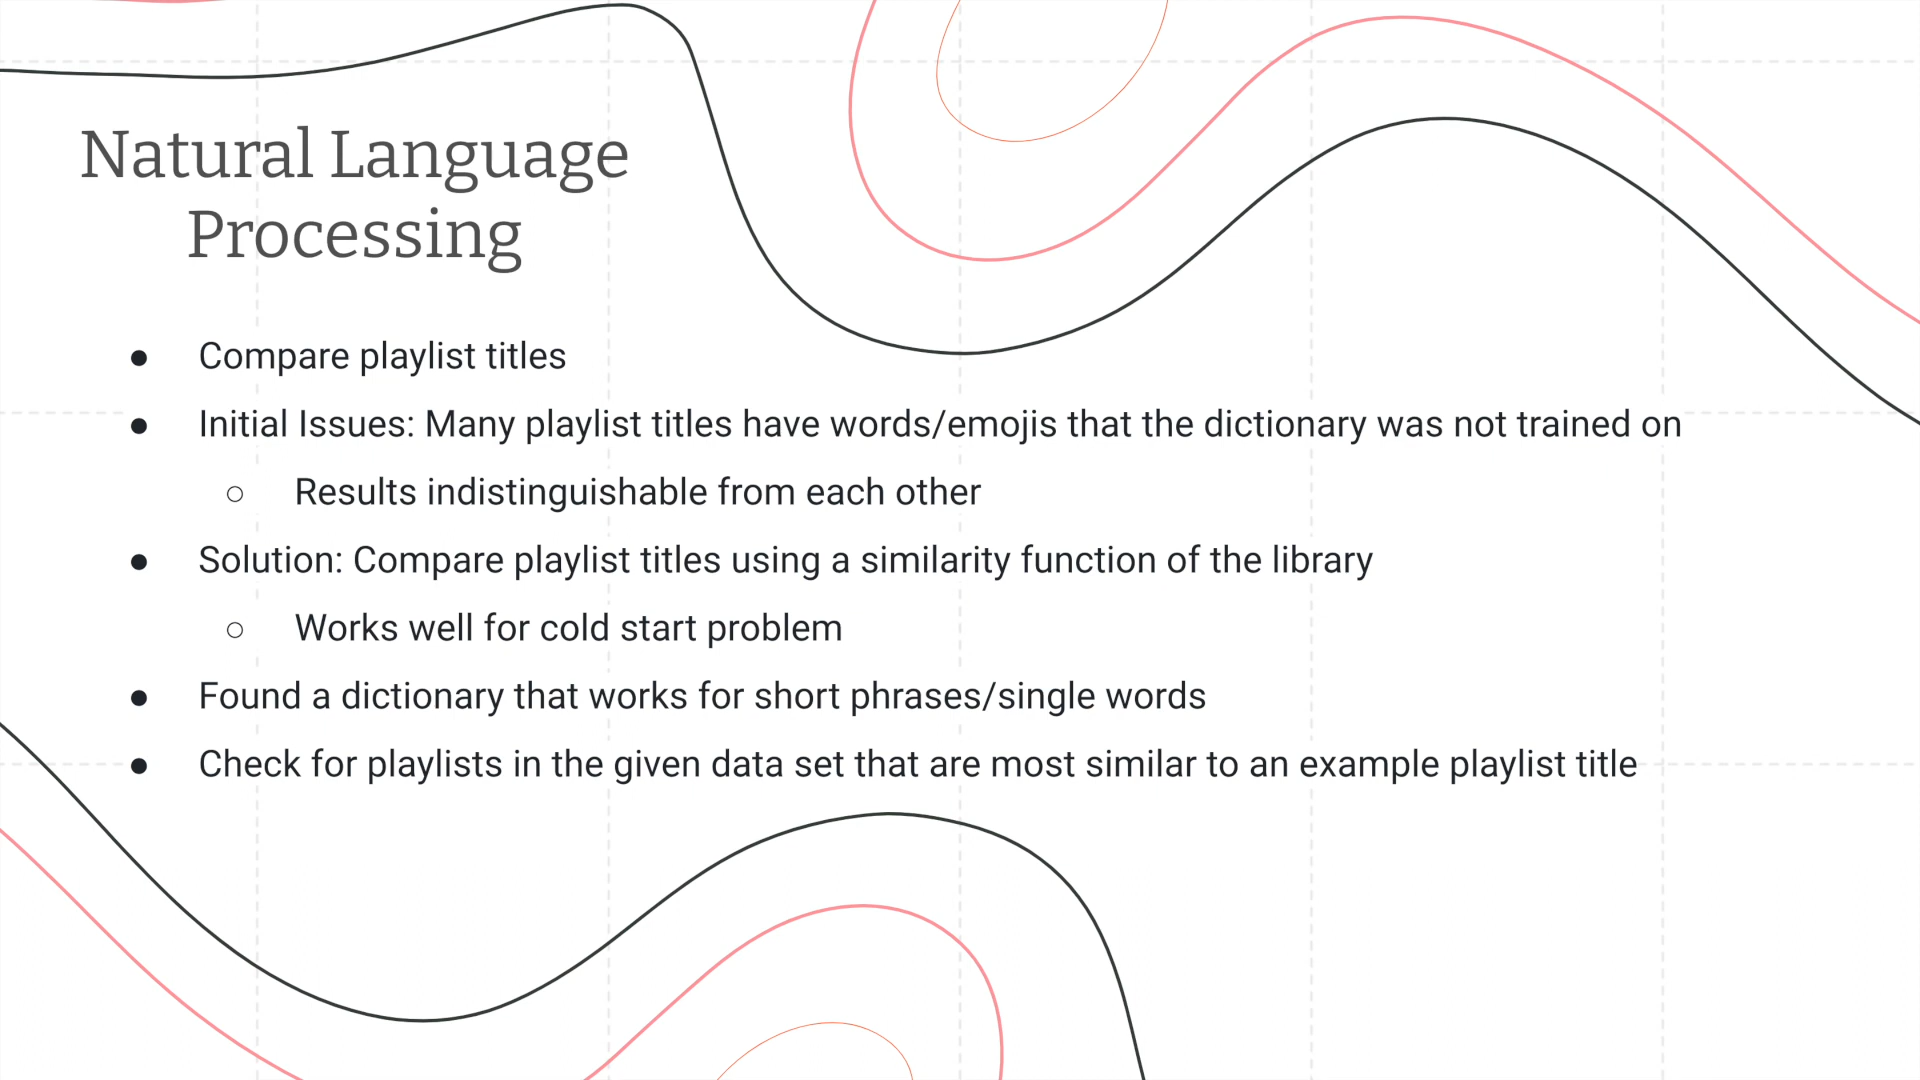 Natural Language
Processing
● Compare playlist titles
● Initial Issues: Many playlist titles have words/emojis that the dictionary was not trained on
○ Results indistinguishable from each other
● Solution: Compare playlist titles using a similarity function of the library
○ Works well for cold start problem
● Found a dictionary that works for short phrases/single words
● Check for playlists in the given data set that are most similar to an example playlist title